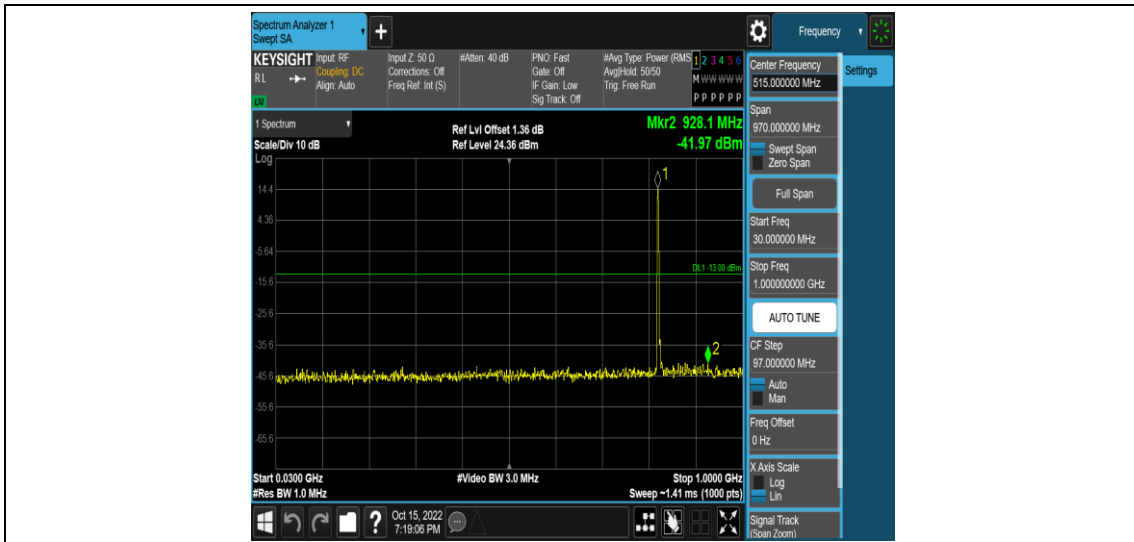 Spectrum Analyzer 1
Swept SA
+
Frequency
KEYSIGHT
RL
LXI
Input: RF
Coupling: DC
Align: Auto
Input Z: 50 Ω
Corrections: Off
Freq Ref: Int (S)
#Atten: 40 dB
PNO: Fast
Gate: Off
IF Gain: Low
Sig Track: Off
#Avg Type: Power (RMS
Avg|Hold: 50/50
Trig: Free Run
1 2 3 4 5 6
M W W W W W
P P P P P P
1 Spectrum
Scale/Div 10 dB
Log
Ref Lvl Offset 1.36 dB
Ref Level 24.36 dBm
Mkr2 928.1 MHz
-41.97 dBm
1
14.4
4.36
-5.64
DL1 -13.00 dBm
-15.6
-25.6
-35.6
2
-45.6
-55.6
-65.6
Start 0.0300 GHz
#Res BW 1.0 MHz
#Video BW 3.0 MHz
Stop 1.0000 GHz
Sweep ~1.41 ms (1000 pts)
?
Oct 15, 2022
7:19:06 PM
Center Frequency
515.000000 MHz
Settings
Span
970.000000 MHz
Swept Span
Zero Span
Full Span
Start Freq
30.000000 MHz
Stop Freq
1.000000000 GHz
AUTO TUNE
CF Step
97.000000 MHz
Auto
Man
Freq Offset
0 Hz
X Axis Scale
Log
Lin
Signal Track
(Span Zoom)